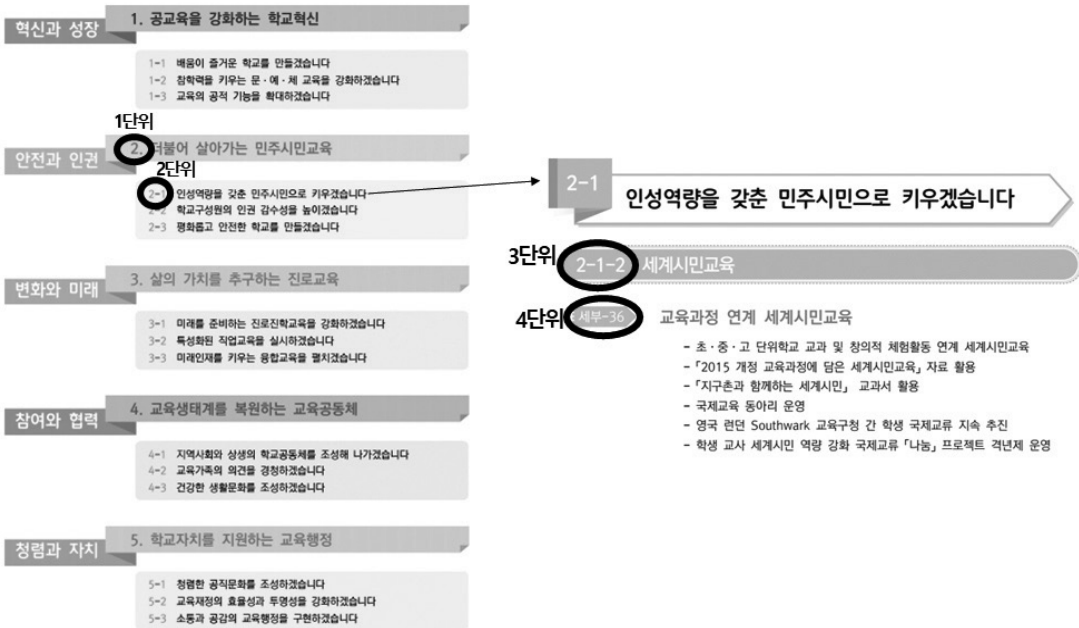 혁신과 성장
1. 공교육을 강화하는 학교혁신
1-1 배움이 즐거운 학교를 만들겠습니다
1-2 참학력을 키우는 문·예·체 교육을 강화하겠습니다
1-3 교육의 공적 기능을 확대하겠습니다
1단위
안전과 인권
2. 더불어 살아가는 민주시민교육
2단위
2-1 인성역량을 갖춘 민주시민으로 키우겠습니다
2-2 학교구성원의 인권 감수성을 높이겠습니다
2-3 평화롭고 안전한 학교를 만들겠습니다
변화와 미래
3. 삶의 가치를 추구하는 진로교육
3-1 미래를 준비하는 진로진학교육을 강화하겠습니다
3-2 특성화된 직업교육을 실시하겠습니다
3-3 미래인재를 키우는 융합교육을 펼치겠습니다
참여와 협력
4. 교육생태계를 복원하는 교육공동체
4-1 지역사회와 상생의 학교공동체를 조성해 나가겠습니다
4-2 교육가족의 의견을 경청하겠습니다
4-3 건강한 생활문화를 조성하겠습니다
청렴과 자치
5. 학교자치를 지원하는 교육행정
5-1 청렴한 공직문화를 조성하겠습니다
5-2 교육재정의 효율성과 투명성을 강화하겠습니다
5-3 소통과 공감의 교육행정을 구현하겠습니다
2-1
인성역량을 갖춘 민주시민으로 키우겠습니다
3단위
2-1-2 세계시민교육
4단위
세부-36 교육과정 연계 세계시민교육
- 초·중·고 단위학교 교과 및 창의적 체험활동 연계 세계시민교육
- 「2015 개정 교육과정에 담은 세계시민교육」 자료 활용
- 「지구촌과 함께하는 세계시민」 교과서 활용
- 국제교육 동아리 운영
- 영국 런던 Southwark 교육구청 간 학생 국제교류 지속 추진
- 학생 교사 세계시민 역량 강화 국제교류 「나눔」 프로젝트 격년제 운영